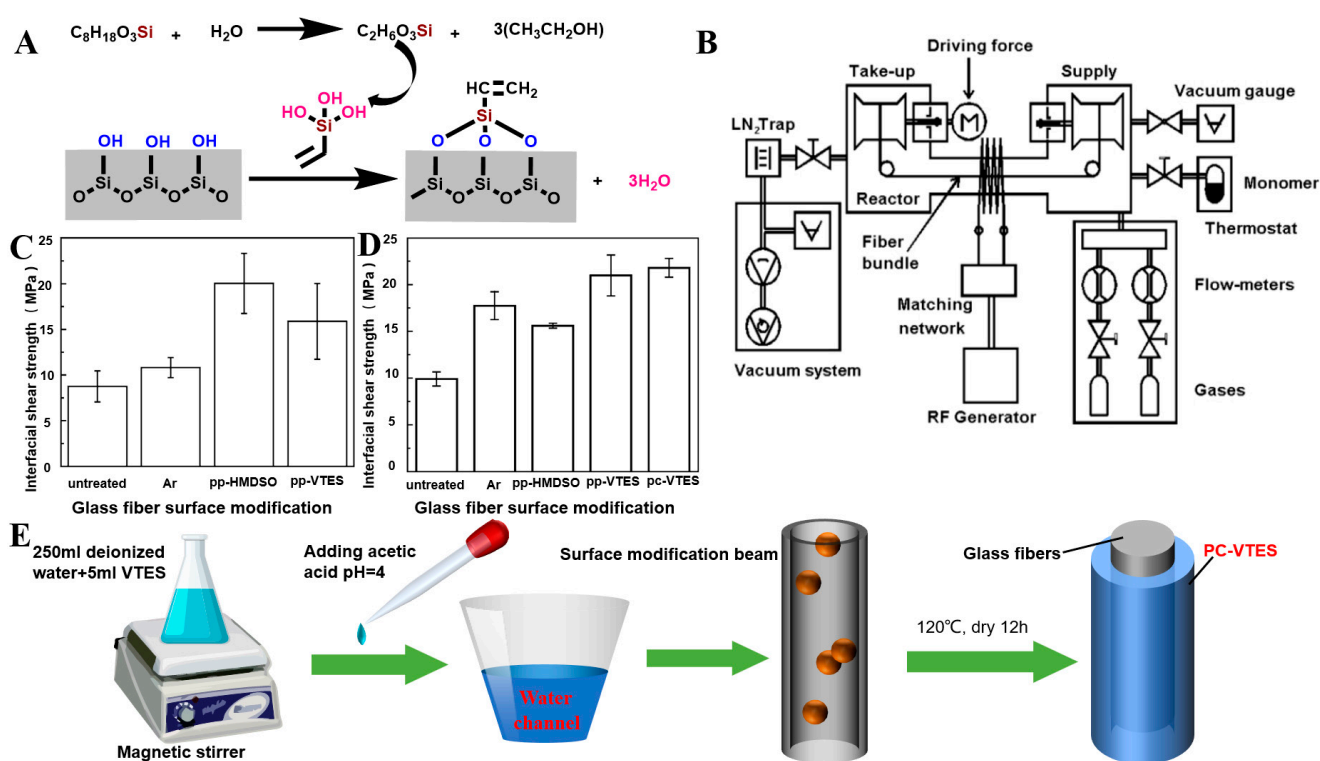 A
C₈H₁₈O₃Si + H₂O C₂H₆O₃Si + 3(CH₃CH₂OH)
OH
HO OH
Si
HC CH₂
Si
OH OH OH
O O O
Si Si Si
O O O O
Si Si Si
O O O
+ 3H₂O
B
Driving force
Take-up
Supply
Vacuum gauge
M
LN₂Trap
Reactor
Monomer
Fiber
bundle
Thermostat
Matching
network
Flow-meters
Vacuum system
Gases
RF Generator
C
Interfacial shear strength (MPa)
25
20
15
10
5
0
untreated Ar pp-HMDSO pp-VTES
Glass fiber surface modification
D
Interfacial shear strength (MPa)
25
20
15
10
5
0
untreated Ar pp-HMDSO pp-VTES pc-VTES
Glass fiber surface modification
E
250ml deionized
water+5ml VTES
Magnetic stirrer
Adding acetic
acid pH=4
Water
channel
Surface modification beam
120℃, dry 12h
Glass fibers
PC-VTES